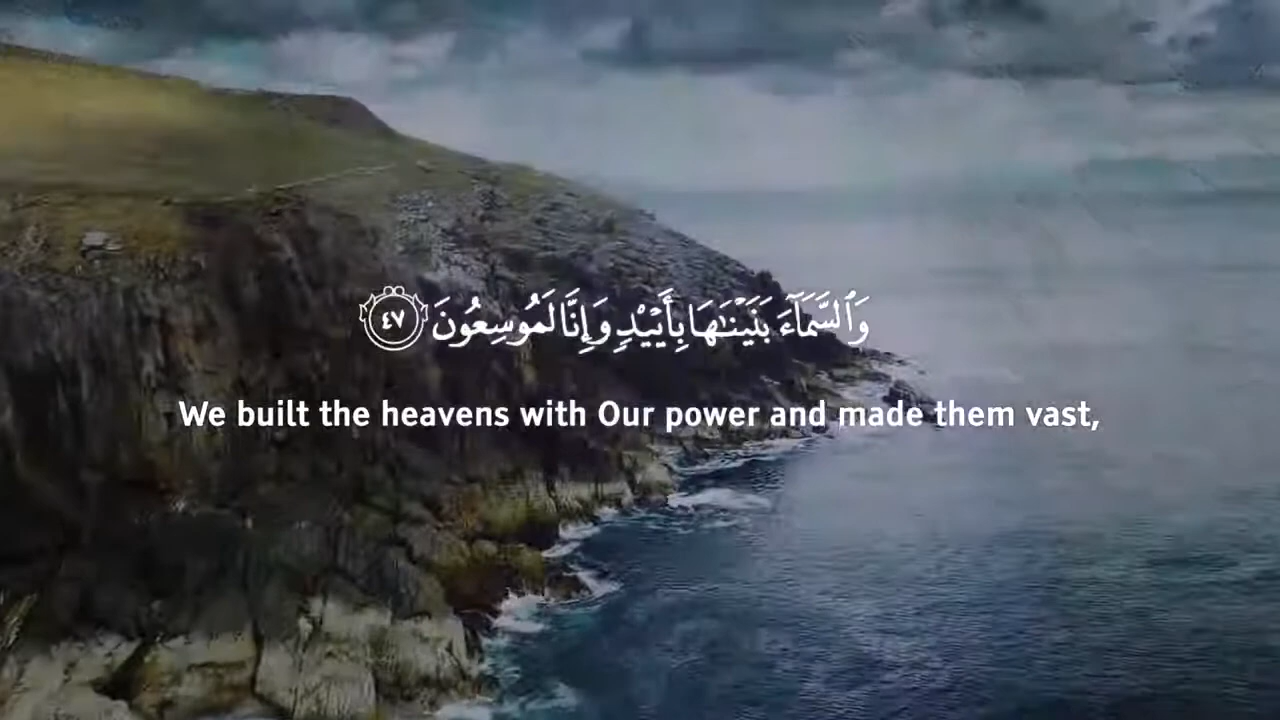 وَٱلسَّمَآءَ بَنَيْنَـٰهَا بِأَيْي۟دٍ وَإِنَّا لَمُوسِعُونَ ٤٧
We built the heavens with Our power and made them vast,